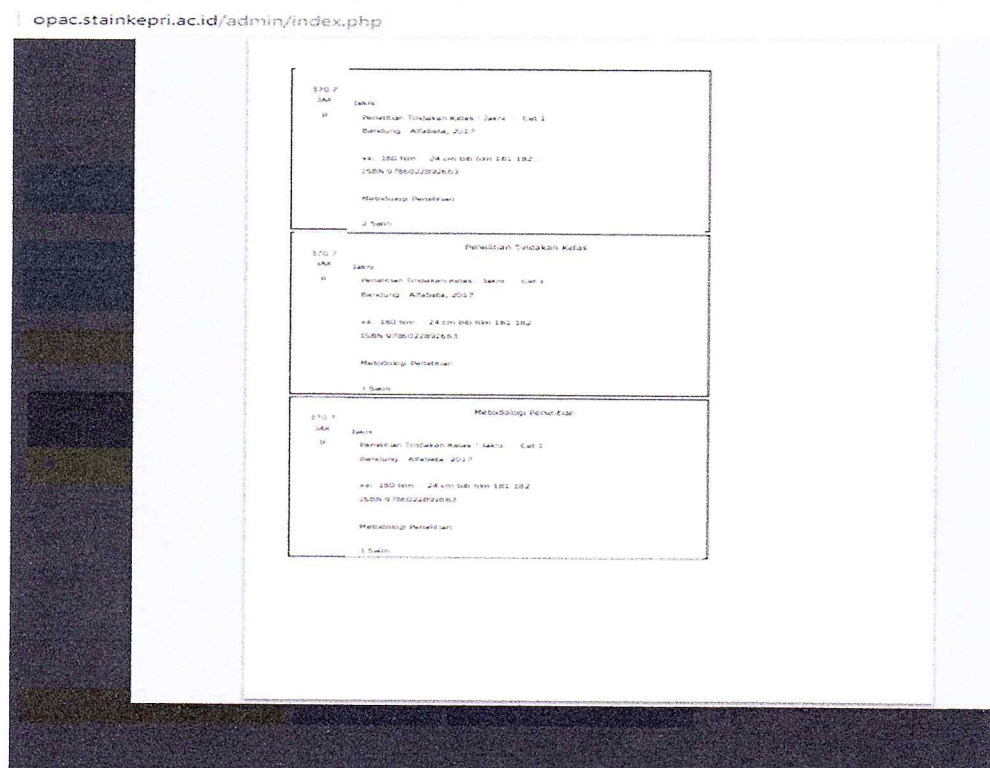 opac.stainkepri.ac.id/admin/index.php
370.7
JAK
p
Jakni
Penelitian Tindakan Kelas / Jakni. - Cet 1
Bandung : Alfabeta, 2017
180 hlm 24 cm bib hlm 181 182
ISBN 9786022892663
Metodologi Penelitian
Penelitian Tindakan Kelas
370.7
JAK
p
Jakni
Penelitian Tindakan Kelas / Jakni. - Cet 1
Bandung : Alfabeta, 2017
180 hlm 24 cm bib hlm 181 182
ISBN 9786022892663
Metodologi Penelitian
Metodologi Penelitian
370.7
JAK
p
Jakni
Penelitian Tindakan Kelas / Jakni. - Cet 1
Bandung : Alfabeta, 2017
180 hlm 24 cm bib hlm 181 182
ISBN 9786022892663
Metodologi Penelitian